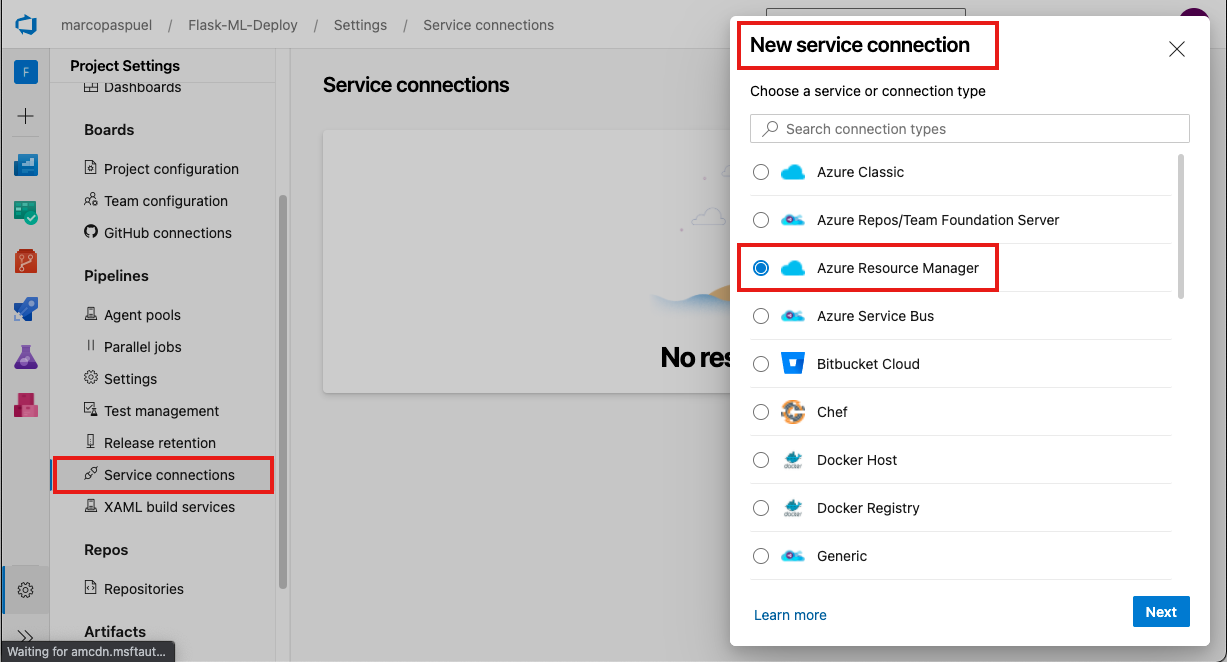 marcopaspuel / Flask-ML-Deploy / Settings / Service connections
F
Project Settings
Dashboards
Boards
Project configuration
Team configuration
GitHub connections
Pipelines
Agent pools
Parallel jobs
Settings
Test management
Release retention
Service connections
XAML build services
Repos
Repositories
Artifacts
Waiting for amcdn.msftaut...
Service connections
No res
New service connection
Choose a service or connection type
Search connection types
Azure Classic
Azure Repos/Team Foundation Server
Azure Resource Manager
Azure Service Bus
Bitbucket Cloud
Chef
docker Docker Host
docker Docker Registry
Generic
Learn more
Next